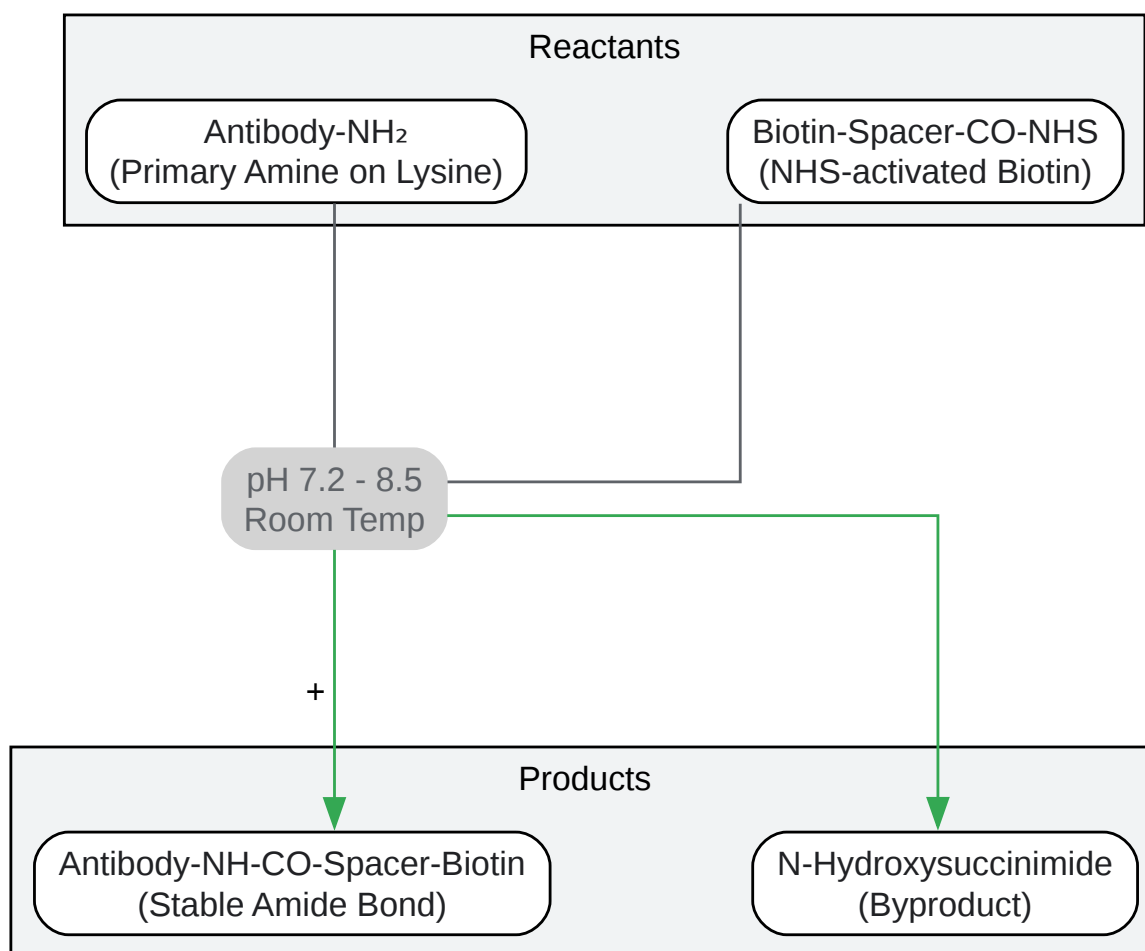 Reactants
Antibody-NH₂
(Primary Amine on Lysine)
Biotin-Spacer-CO-NHS
(NHS-activated Biotin)
pH 7.2 - 8.5
Room Temp
+
Products
Antibody-NH-CO-Spacer-Biotin
(Stable Amide Bond)
N-Hydroxysuccinimide
(Byproduct)